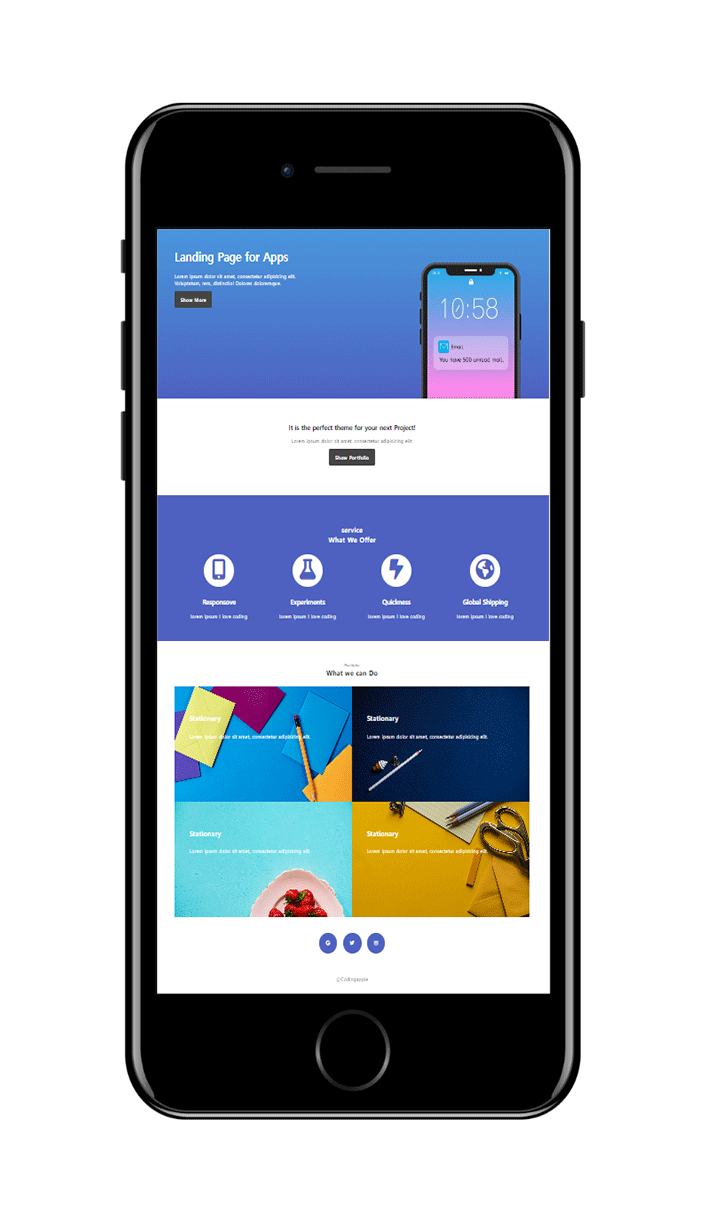 Landing Page for Apps
Lorem ipsum dolor sit amet, consectetur adipisicing elit.
Voluptatum, rem, distinctio! Dolores doloremque.
Show More
10:58
Email
You have 500 unread mail.
It is the perfect theme for your next Project!
Lorem ipsum dolor sit amet, consectetur adipisicing elit.
Show Portfolio
service
What We Offer
Responsove
Experiments
Quickness
Global Shipping
lorem ipsum I love coding
lorem ipsum I love coding
lorem ipsum I love coding
lorem ipsum I love coding
Portfolio
What we can Do
Stationary
Lorem ipsum dolor sit amet, consectetur adipisicing elit.
Stationary
Lorem ipsum dolor sit amet, consectetur adipisicing elit.
Stationary
Lorem ipsum dolor sit amet, consectetur adipisicing elit.
Stationary
Lorem ipsum dolor sit amet, consectetur adipisicing elit.
@Codingapple